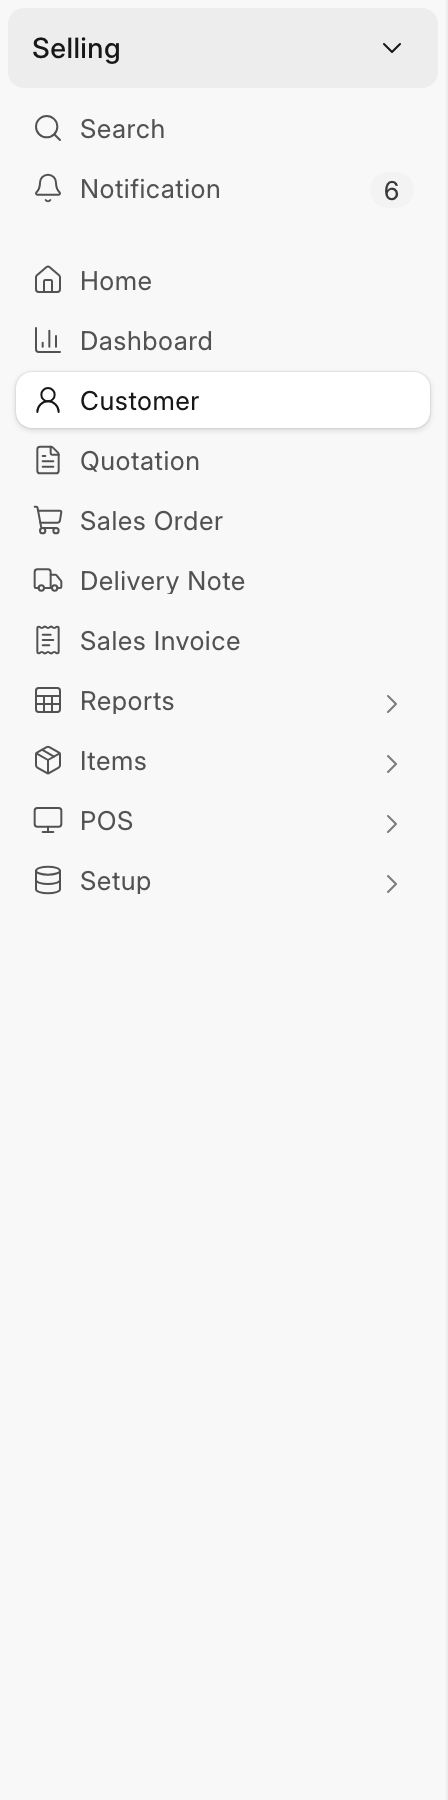 Selling
Search
Notification 6
Home
Dashboard
Customer
Quotation
Sales Order
Delivery Note
Sales Invoice
Reports
Items
POS
Setup